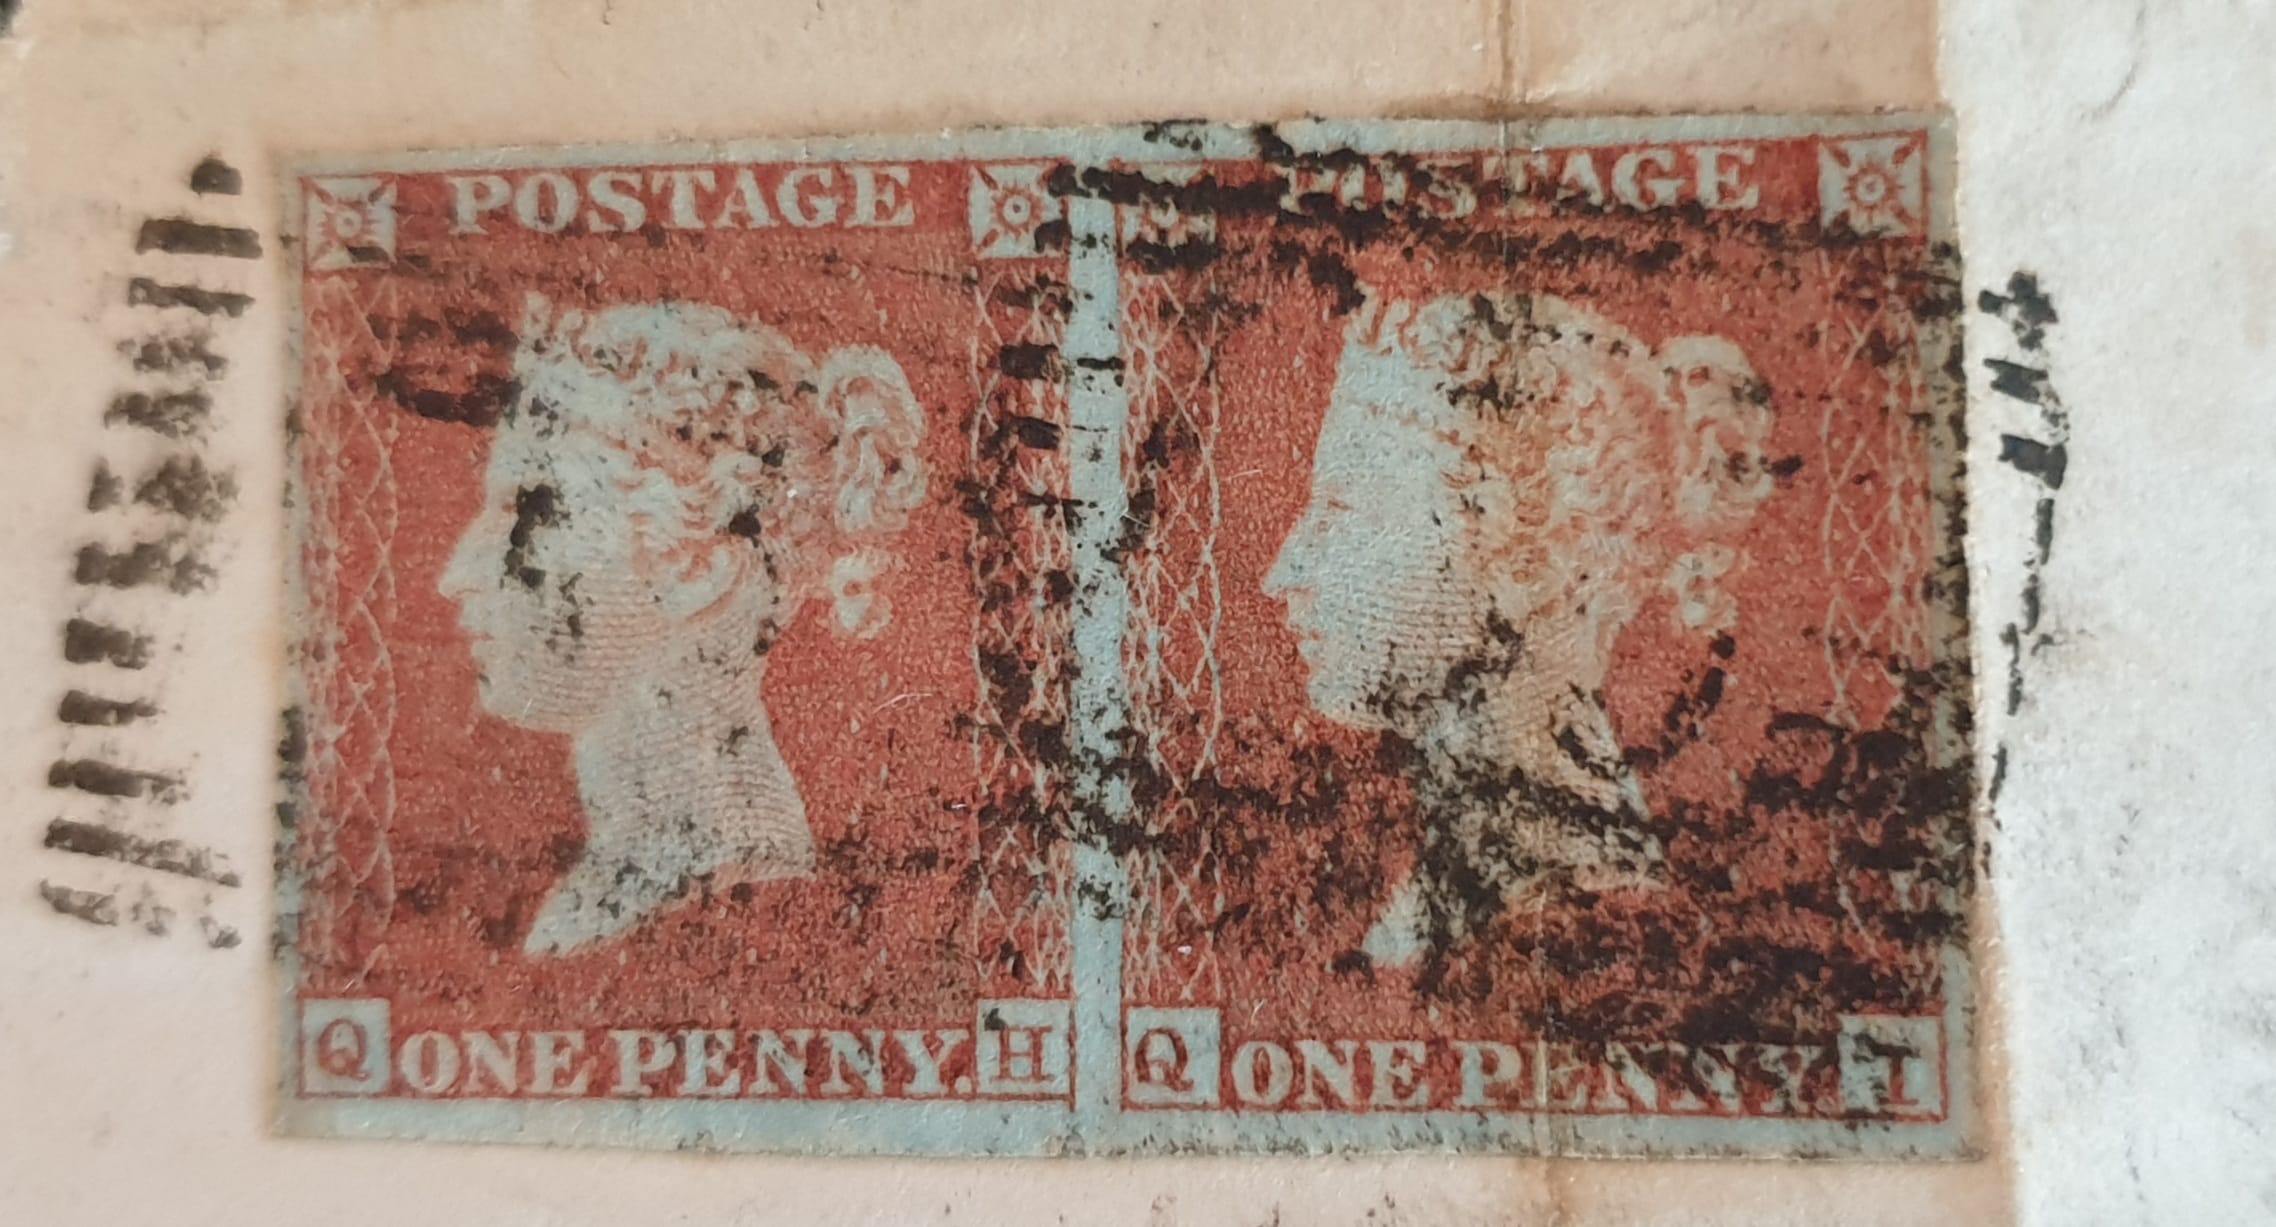 POSTAGE
POSTAGE
Q ONE PENNY. H
Q ONE PENNY. I